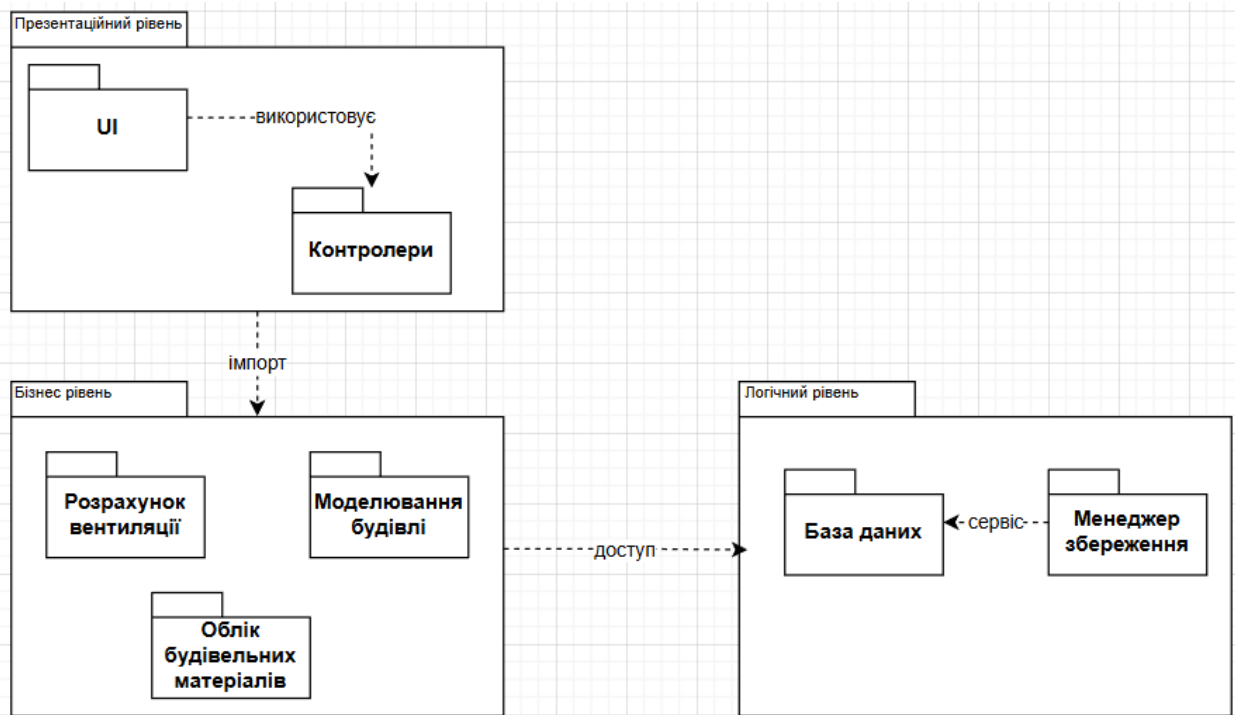 Презентаційний рівень
UI
використовує
Контролери
імпорт
Бізнес рівень
Розрахунок
вентиляції
Моделювання
будівлі
Облік
будівельних
матеріалів
доступ
Логічний рівень
База даних
сервіс
Менеджер
збереження